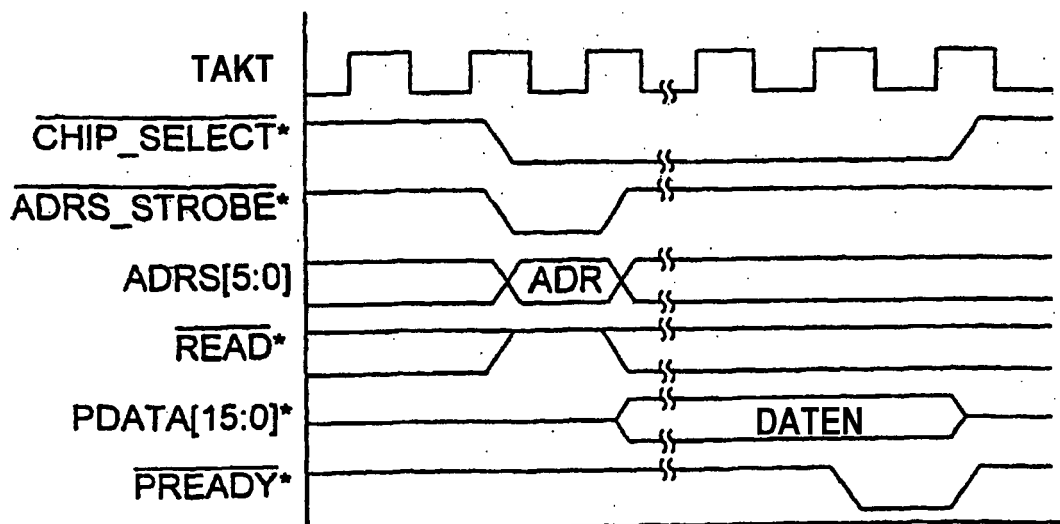 TAKT
CHIP_SELECT*
ADRS_STROBE*
ADRS[5:0]
ADR
READ*
PDATA[15:0]*
DATEN
PREADY*